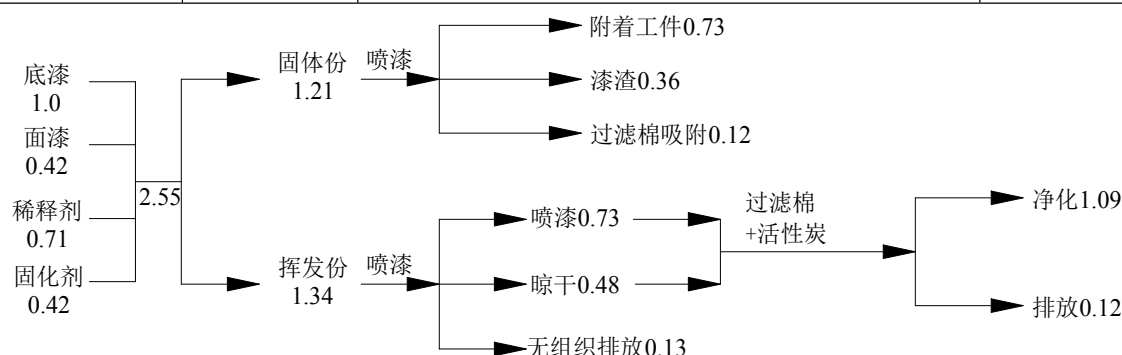 底漆
1.0
面漆
0.42
稀释剂
0.71
固化剂
0.42
2.55
固体份
1.21
喷漆
附着工件0.73
漆渣0.36
过滤棉吸附0.12
挥发份
1.34
喷漆
喷漆0.73
晾干0.48
无组织排放0.13
过滤棉
+活性炭
净化1.09
排放0.12